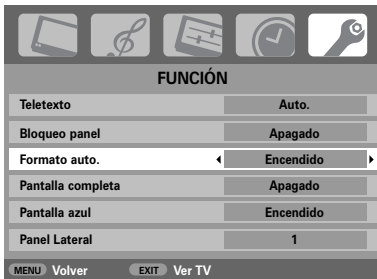 FUNCIÓN
Teletexto Auto.
Bloqueo panel Apagado
Formato auto. Encendido
Pantalla completa Apagado
Pantalla azul Encendido
Panel Lateral 1
MENU Volver EXIT Ver TV